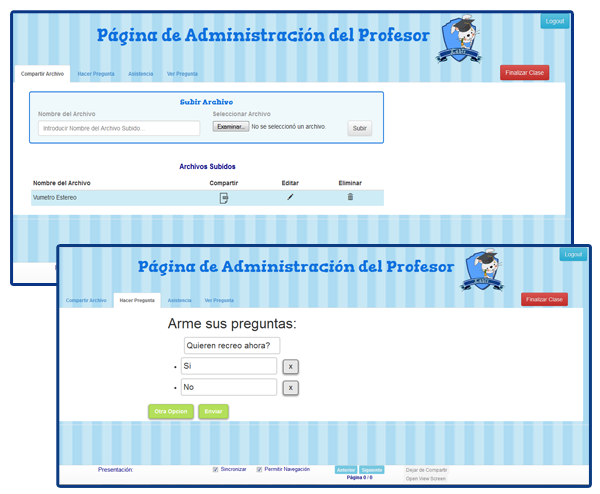 Logout
Página de Administración del Profesor
Compartir Archivo Hacer Pregunta Asistencia Ver Pregunta
Finalizar Clase
Subir Archivo
Nombre del Archivo Seleccionar Archivo
Introducir Nombre del Archivo Subido... Examinar... No se seleccionó un archivo. Subir
Archivos Subidos
Nombre del Archivo Compartir Editar Eliminar
Vumetro Estereo
Logout
Página de Administración del Profesor
Compartir Archivo Hacer Pregunta Asistencia Ver Pregunta
Finalizar Clase
Arme sus preguntas:
Quieren recreo ahora?
Si x
No x
Otra Opcion Enviar
Presentación: Sincronizar Permitir Navegación Anterior Siguiente Dejar de Compartir
Página 0 / 0 Open View Screen